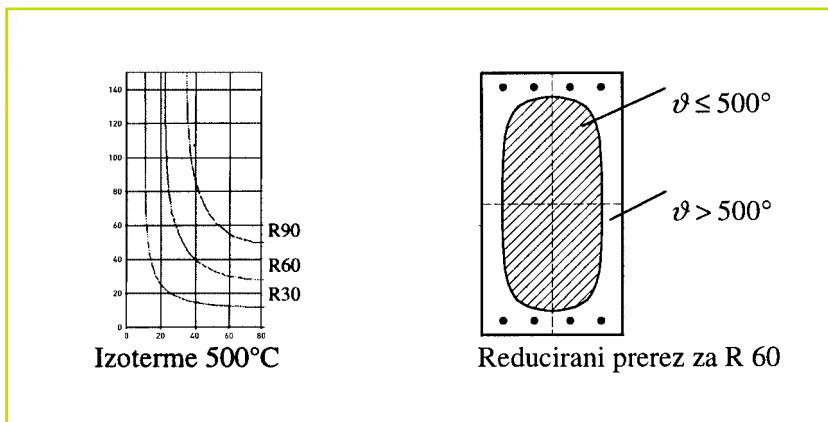 140
120
100
80
60
40
20
0
0 20 40 60 80
R90
R60
R30
Izoterme 500°C
ϑ ≤ 500°
ϑ > 500°
Reducirani prerez za R 60